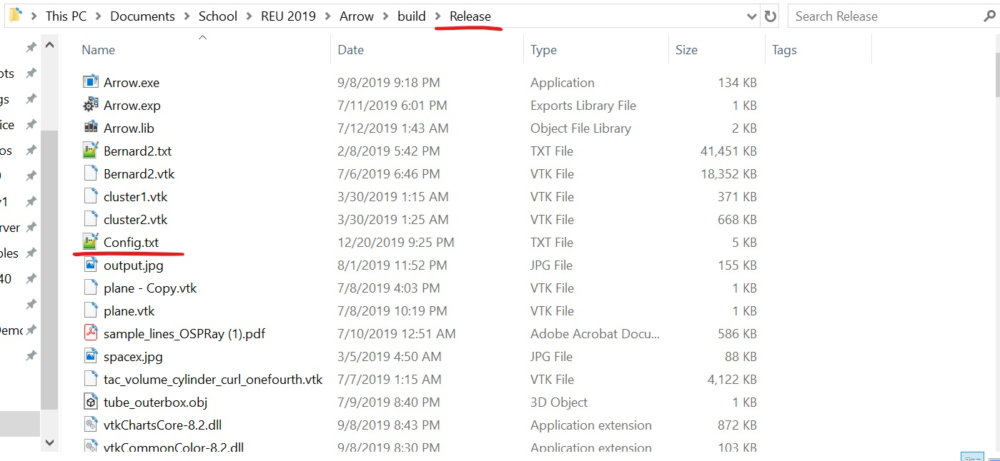 This PC > Documents > School > REU 2019 > Arrow > build > Release Search Release
Name Date Type Size Tags
Arrow.exe 9/8/2019 9:18 PM Application 134 KB
Arrow.exp 7/11/2019 6:01 PM Exports Library File 1 KB
Arrow.lib 7/12/2019 1:43 AM Object File Library 2 KB
Bernard2.txt 2/8/2019 5:42 PM TXT File 41,451 KB
Bernard2.vtk 7/6/2019 6:46 PM VTK File 18,352 KB
cluster1.vtk 3/30/2019 1:15 AM VTK File 371 KB
cluster2.vtk 3/30/2019 1:25 AM VTK File 668 KB
Config.txt 12/20/2019 9:25 PM TXT File 5 KB
output.jpg 8/1/2019 11:52 PM JPG File 155 KB
plane - Copy.vtk 7/8/2019 4:03 PM VTK File 1 KB
plane.vtk 7/8/2019 10:19 PM VTK File 1 KB
sample_lines_OSPRay (1).pdf 7/10/2019 12:51 AM Adobe Acrobat Docu... 586 KB
spacex.jpg 3/5/2019 4:50 AM JPG File 88 KB
tac_volume_cylinder_curl_onefourth.vtk 7/7/2019 1:15 AM VTK File 4,122 KB
tube_outerbox.obj 7/9/2019 8:40 PM 3D Object 1 KB
vtkChartsCore-8.2.dll 9/8/2019 8:43 PM Application extension 872 KB
vtkCommonColor-8.2.dll 9/8/2019 8:30 PM Application extension 103 KB